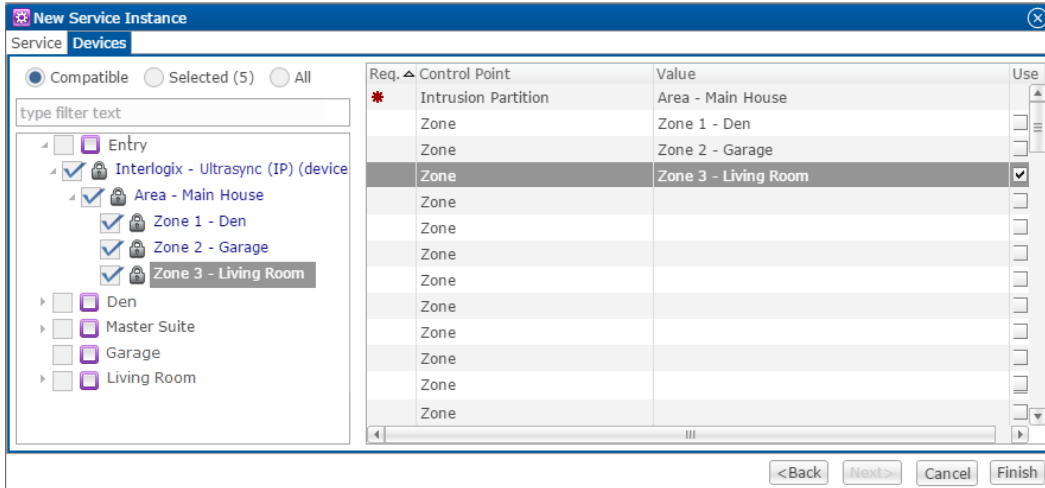 New Service Instance
Service Devices
Compatible Selected (5) All
type filter text
Entry
Interlogix - Ultrasync (IP) (device
Area - Main House
Zone 1 - Den
Zone 2 - Garage
Zone 3 - Living Room
Den
Master Suite
Garage
Living Room
Req. Control Point Value Use
* Intrusion Partition Area - Main House
Zone Zone 1 - Den
Zone Zone 2 - Garage
Zone Zone 3 - Living Room
Zone
Zone
Zone
Zone
Zone
Zone
Zone
Zone
Zone
<Back Next> Cancel Finish